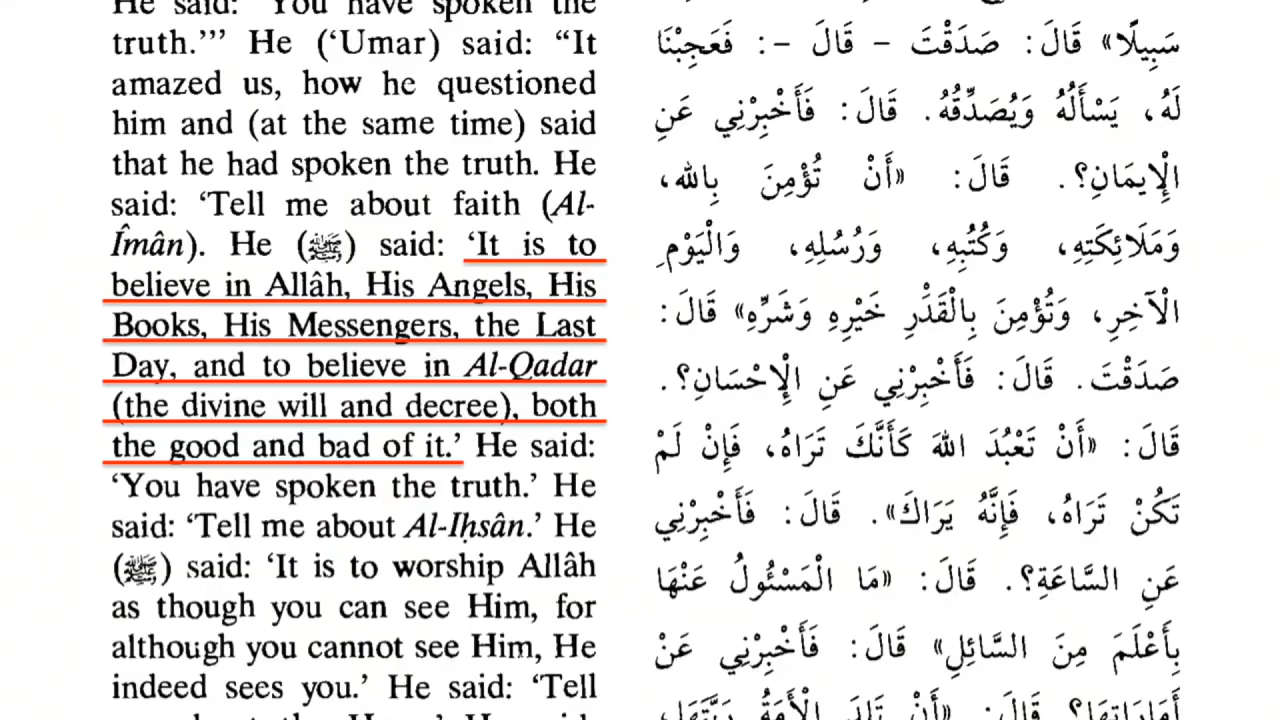 He said: 'You have spoken the
truth.'” He (‘Umar) said: “It
amazed us, how he questioned
him and (at the same time) said
that he had spoken the truth. He
said: ‘Tell me about faith (Al-
Îmân). He (ﷺ) said: ‘It is to
believe in Allâh, His Angels, His
Books, His Messengers, the Last
Day, and to believe in Al-Qadar
(the divine will and decree), both
the good and bad of it.’ He said:
‘You have spoken the truth.’ He
said: ‘Tell me about Al-Iḥsân.’ He
(ﷺ) said: ‘It is to worship Allâh
as though you can see Him, for
although you cannot see Him, He
indeed sees you.’ He said: ‘Tell
سَبِيلًا» قَالَ: صَدَقْتَ – قَالَ –: فَعَجِبْنَا
لَهُ، يَسْأَلُهُ وَيُصَدِّقُهُ. قَالَ: فَأَخْبِرْنِي عَنِ
الْإِيمَانِ؟. قَالَ: «أَنْ تُؤْمِنَ بِاللهِ،
وَمَلَائِكَتِهِ، وَكُتُبِهِ، وَرُسُلِهِ، وَالْيَوْمِ
الْآخِرِ، وَتُؤْمِنَ بِالْقَدْرِ خَيْرِهِ وَشَرِّهِ» قَالَ:
صَدَقْتَ. قَالَ: فَأَخْبِرْنِي عَنِ الْإِحْسَانِ؟.
قَالَ: «أَنْ تَعْبُدَ اللهَ كَأَنَّكَ تَرَاهُ، فَإِنْ لَمْ
تَكُنْ تَرَاهُ، فَإِنَّهُ يَرَاكَ». قَالَ: فَأَخْبِرْنِي
عَنِ السَّاعَةِ؟. قَالَ: «مَا الْمَسْئُولُ عَنْهَا
بِأَعْلَمَ مِنَ السَّائِلِ» قَالَ: فَأَخْبِرْنِي عَنْ
أَمَارَاتِهَا؟ قَالَ: «أَنْ تَلِدَ الْأَمَةُ رَبَّتَهَا،